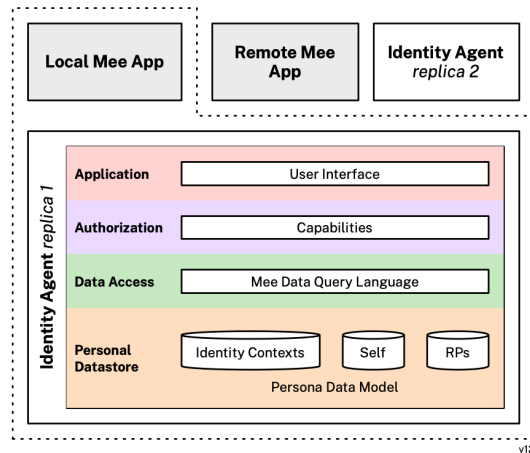 Local Mee App
Remote Mee
App
Identity Agent
replica 2
Identity Agent replica 1
Application
User Interface
Authorization
Capabilities
Data Access
Mee Data Query Language
Personal
Datastore
Identity Contexts
Self
RPs
Persona Data Model